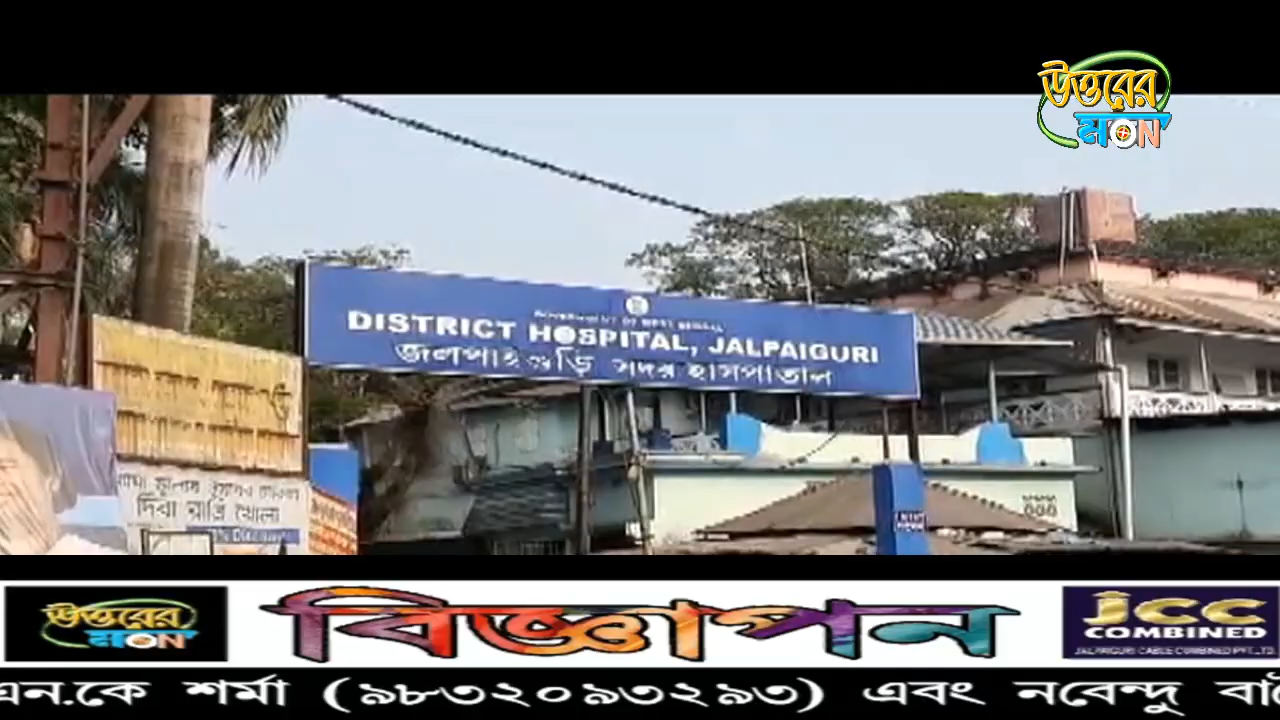 উত্তরের
মন
GOVERNMENT OF WEST BENGAL
DISTRICT HOSPITAL, JALPAIGURI
জলপাইগুড়ি সদর হাসপাতাল
দিবা রাত্রি খোলা
উত্তরের
মন
বিজ্ঞাপন
JCC
COMBINED
JALPAIGURI CABLE COMBINED PVT. LTD.
এন.কে শর্মা (৯৮৩২০৯৩২৯৩) এবং নবেন্দু